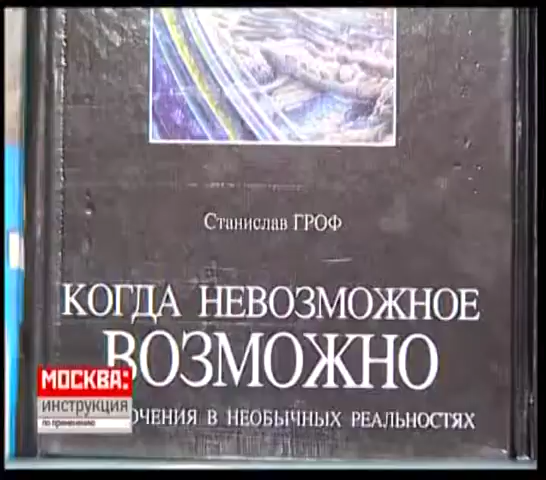 Станислав ГРОФ
КОГДА НЕВОЗМОЖНОЕ
ВОЗМОЖНО
МОСКВА:
инструкция
по применению
В НЕОБЫЧНЫХ РЕАЛЬНОСТЯХ